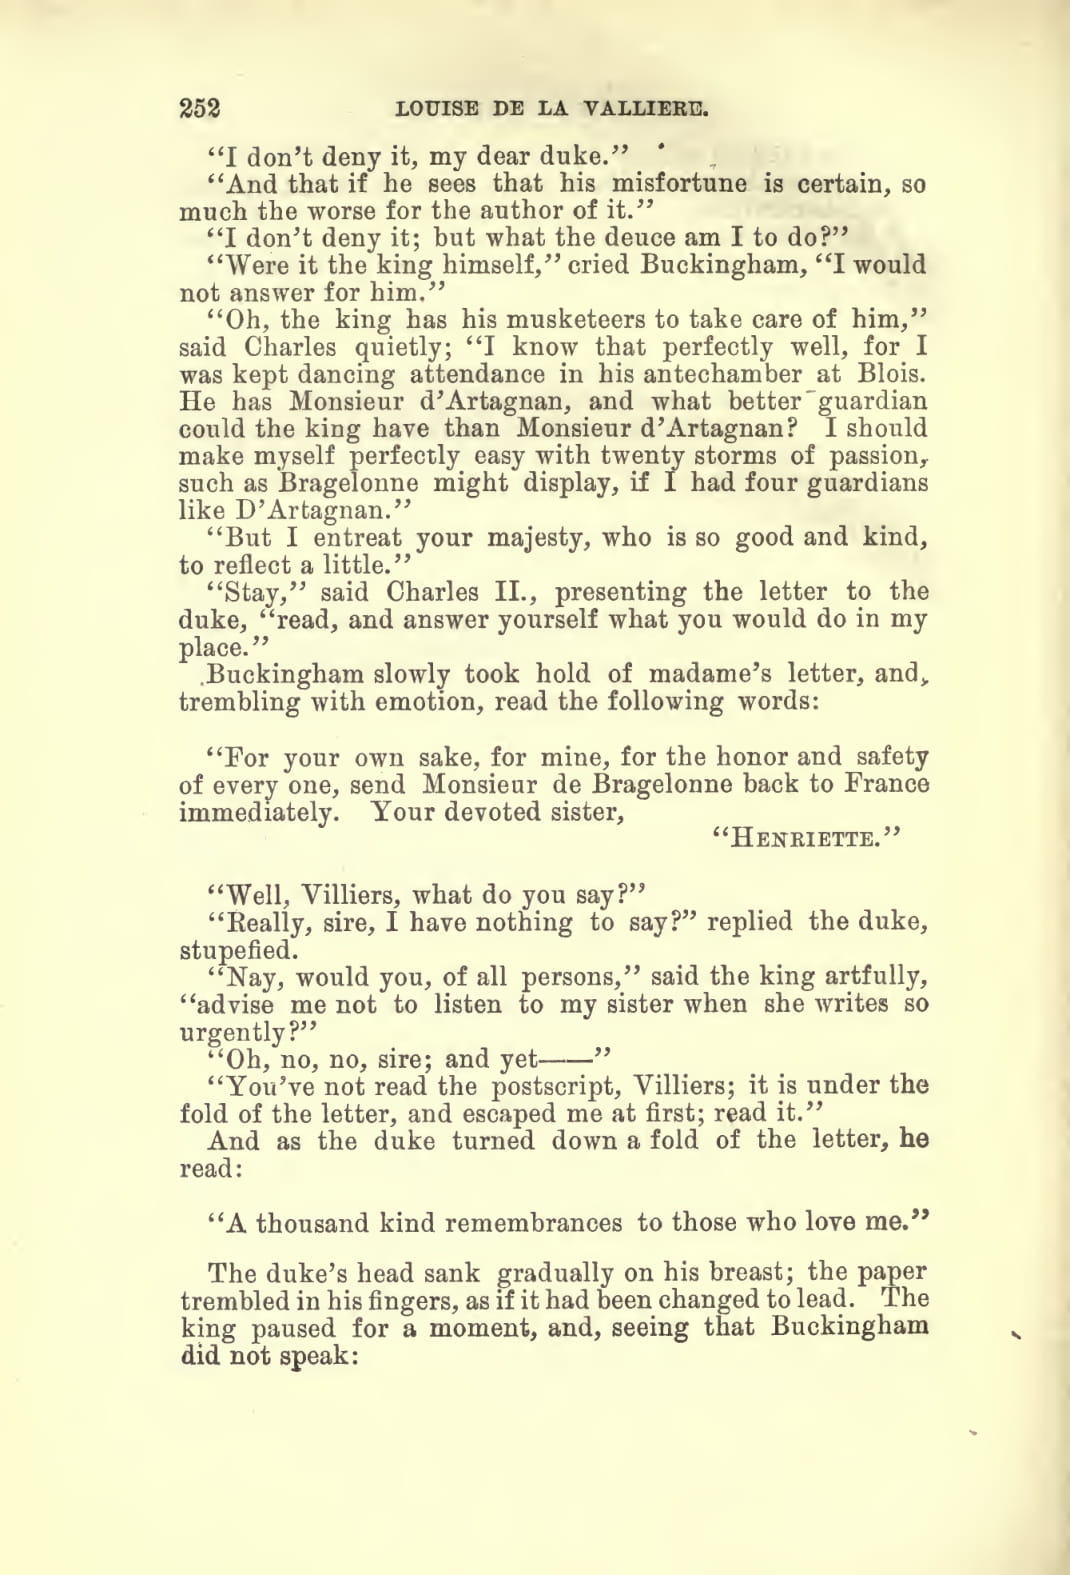 252 LOUISE DE LA VALLIERE.
“I don’t deny it, my dear duke.”
“And that if he sees that his misfortune is certain, so
much the worse for the author of it.”
“I don’t deny it; but what the deuce am I to do?”
“Were it the king himself,” cried Buckingham, “I would
not answer for him.”
“Oh, the king has his musketeers to take care of him,”
said Charles quietly; “I know that perfectly well, for I
was kept dancing attendance in his antechamber at Blois.
He has Monsieur d’Artagnan, and what better guardian
could the king have than Monsieur d’Artagnan? I should
make myself perfectly easy with twenty storms of passion,
such as Bragelonne might display, if I had four guardians
like D’Artagnan.”
“But I entreat your majesty, who is so good and kind,
to reflect a little.”
“Stay,” said Charles II., presenting the letter to the
duke, “read, and answer yourself what you would do in my
place.”
Buckingham slowly took hold of madame’s letter, and,
trembling with emotion, read the following words:
“For your own sake, for mine, for the honor and safety
of every one, send Monsieur de Bragelonne back to France
immediately. Your devoted sister,
“HENRIETTE.”
“Well, Villiers, what do you say?”
“Really, sire, I have nothing to say?” replied the duke,
stupefied.
“Nay, would you, of all persons,” said the king artfully,
“advise me not to listen to my sister when she writes so
urgently?”
“Oh, no, no, sire; and yet——”
“You’ve not read the postscript, Villiers; it is under the
fold of the letter, and escaped me at first; read it.”
And as the duke turned down a fold of the letter, he
read:
“A thousand kind remembrances to those who love me.”
The duke’s head sank gradually on his breast; the paper
trembled in his fingers, as if it had been changed to lead. The
king paused for a moment, and, seeing that Buckingham
did not speak: